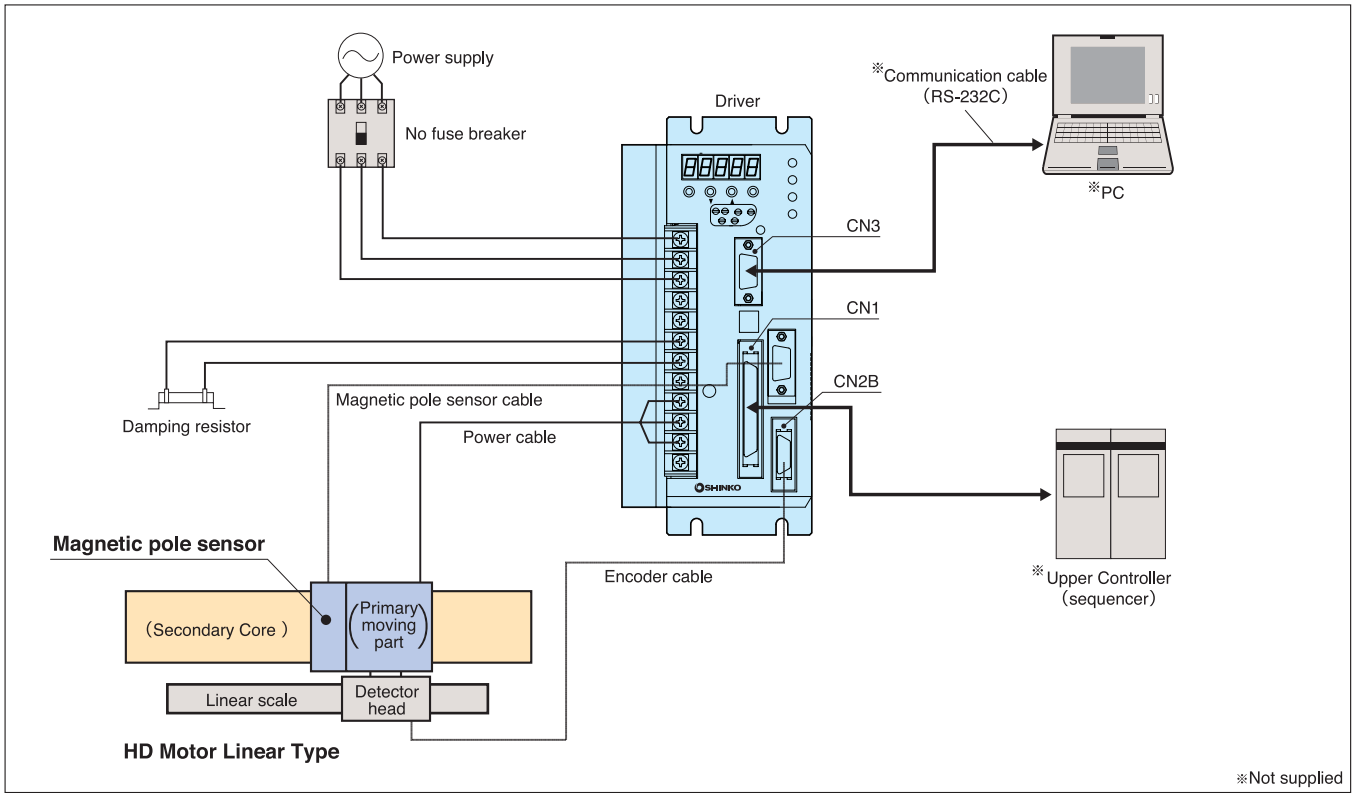 Power supply
No fuse breaker
Driver
88888
※Communication cable
（RS-232C）
※PC
CN3
CN1
CN2B
Damping resistor
Magnetic pole sensor cable
Power cable
SHINKO
Magnetic pole sensor
Encoder cable
※Upper Controller
（sequencer）
（Secondary Core ）
(Primary
moving
part)
Linear scale
Detector
head
HD Motor Linear Type
※Not supplied